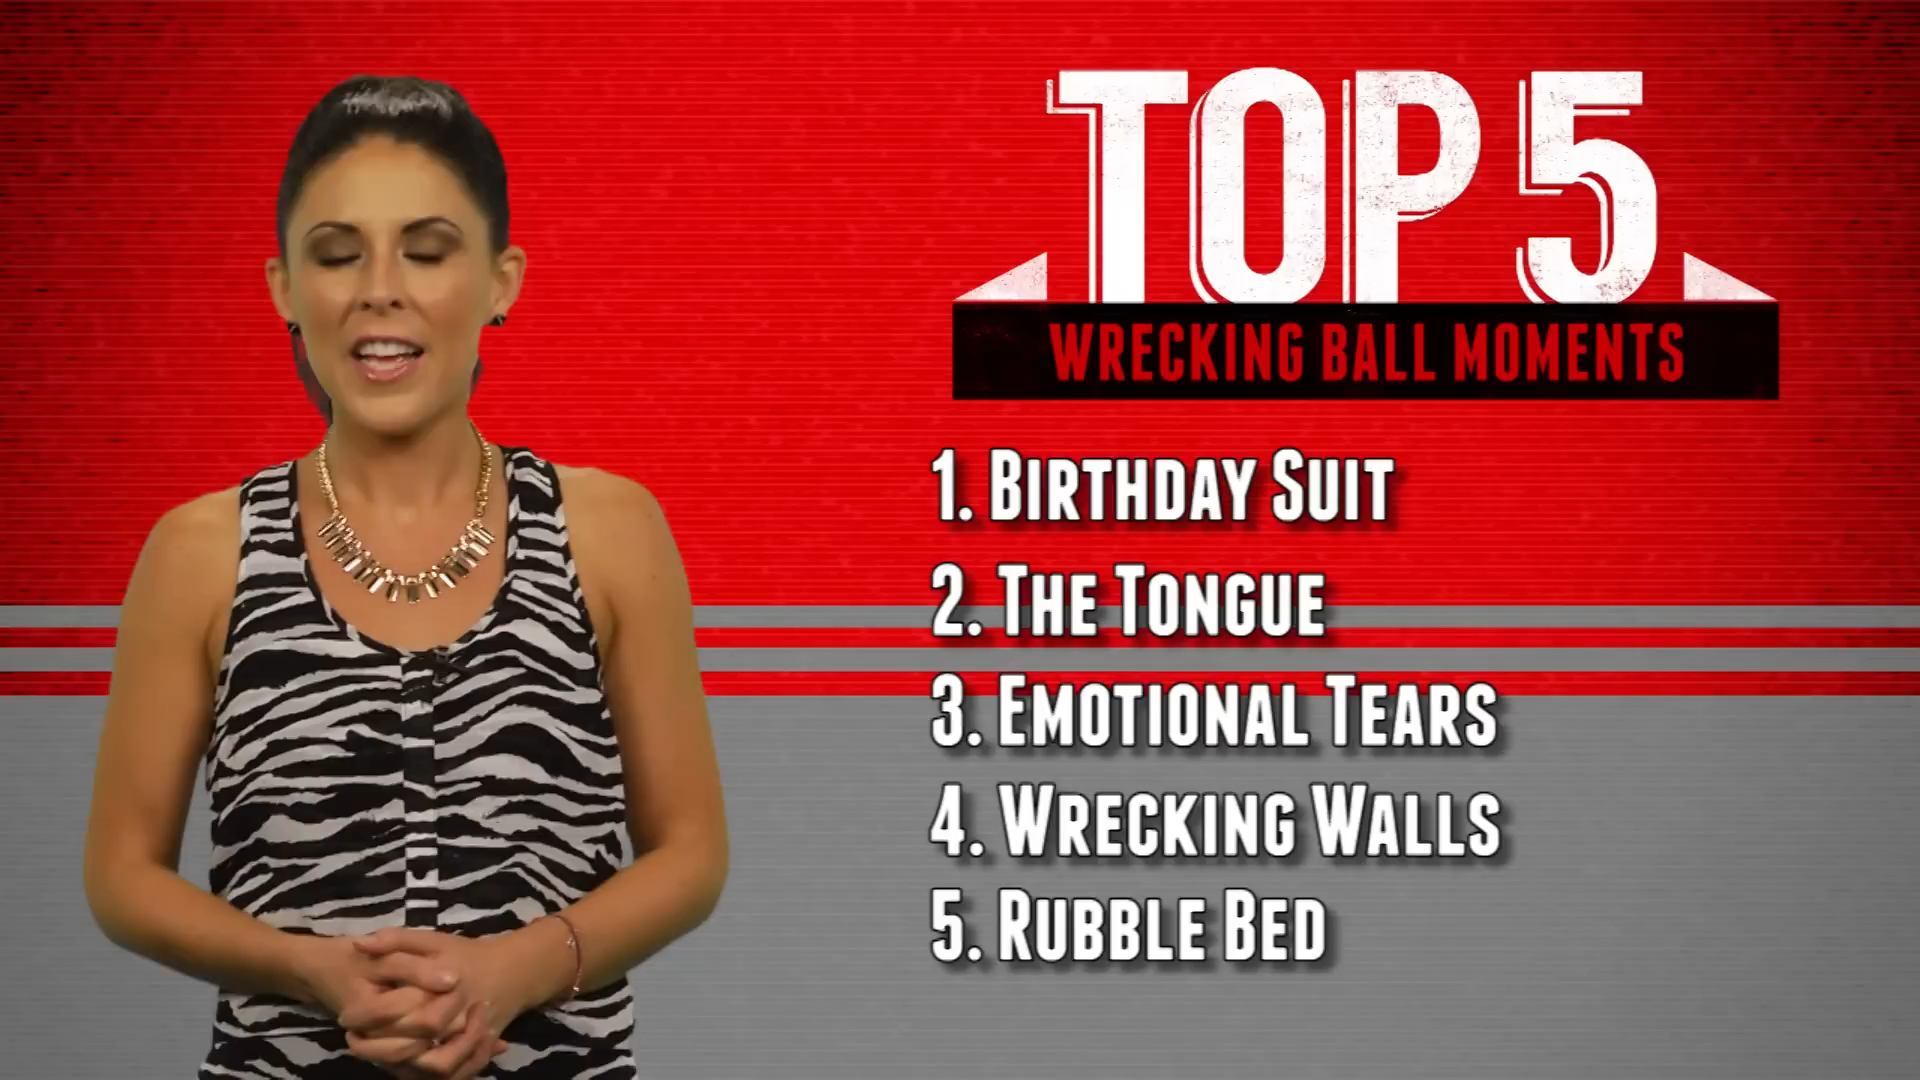 TOP 5
WRECKING BALL MOMENTS
1. BIRTHDAY SUIT
2. THE TONGUE
3. EMOTIONAL TEARS
4. WRECKING WALLS
5. RUBBLE BED